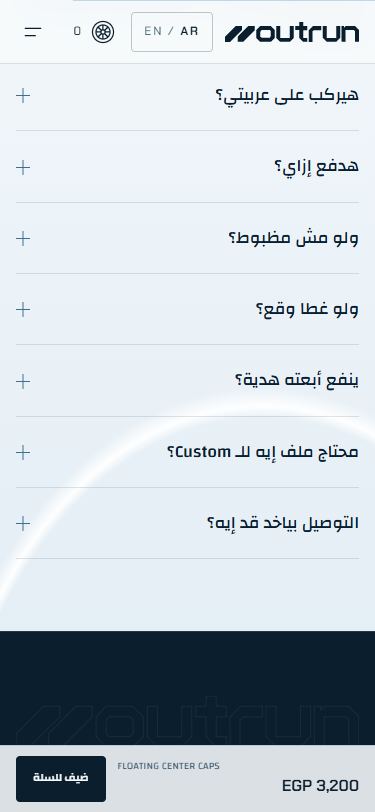 outrun
EN / AR
0
هيركب على عربيتي؟
هدفع إزاي؟
ولو مش مظبوط؟
ولو غطا وقع؟
ينفع أبعته هدية؟
محتاج ملف إيه للـ Custom؟
التوصيل بياخد قد إيه؟
outrun
EGP 3,200
FLOATING CENTER CAPS
ضيف للسلة